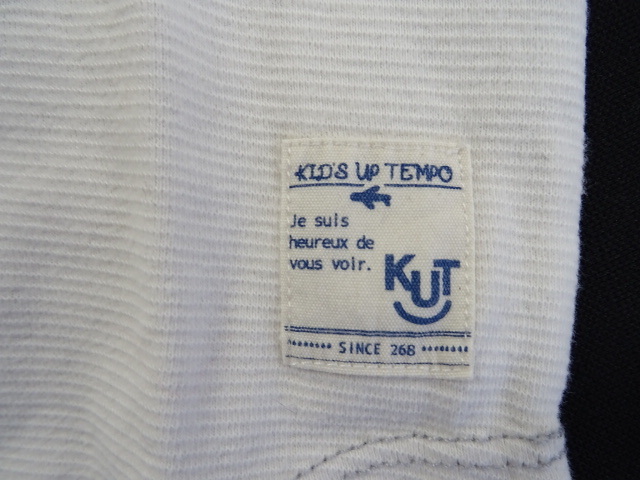 KID'S UP TEMPO
Je suis
heureux de
vous voir.
KUT
SINCE 268